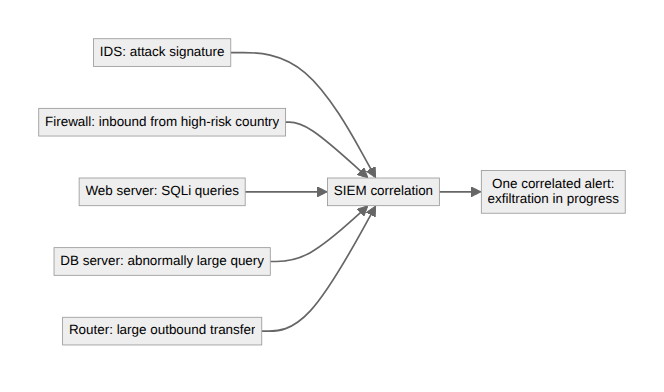 IDS: attack signature
Firewall: inbound from high-risk country
Web server: SQLi queries
SIEM correlation
One correlated alert:
exfiltration in progress
DB server: abnormally large query
Router: large outbound transfer